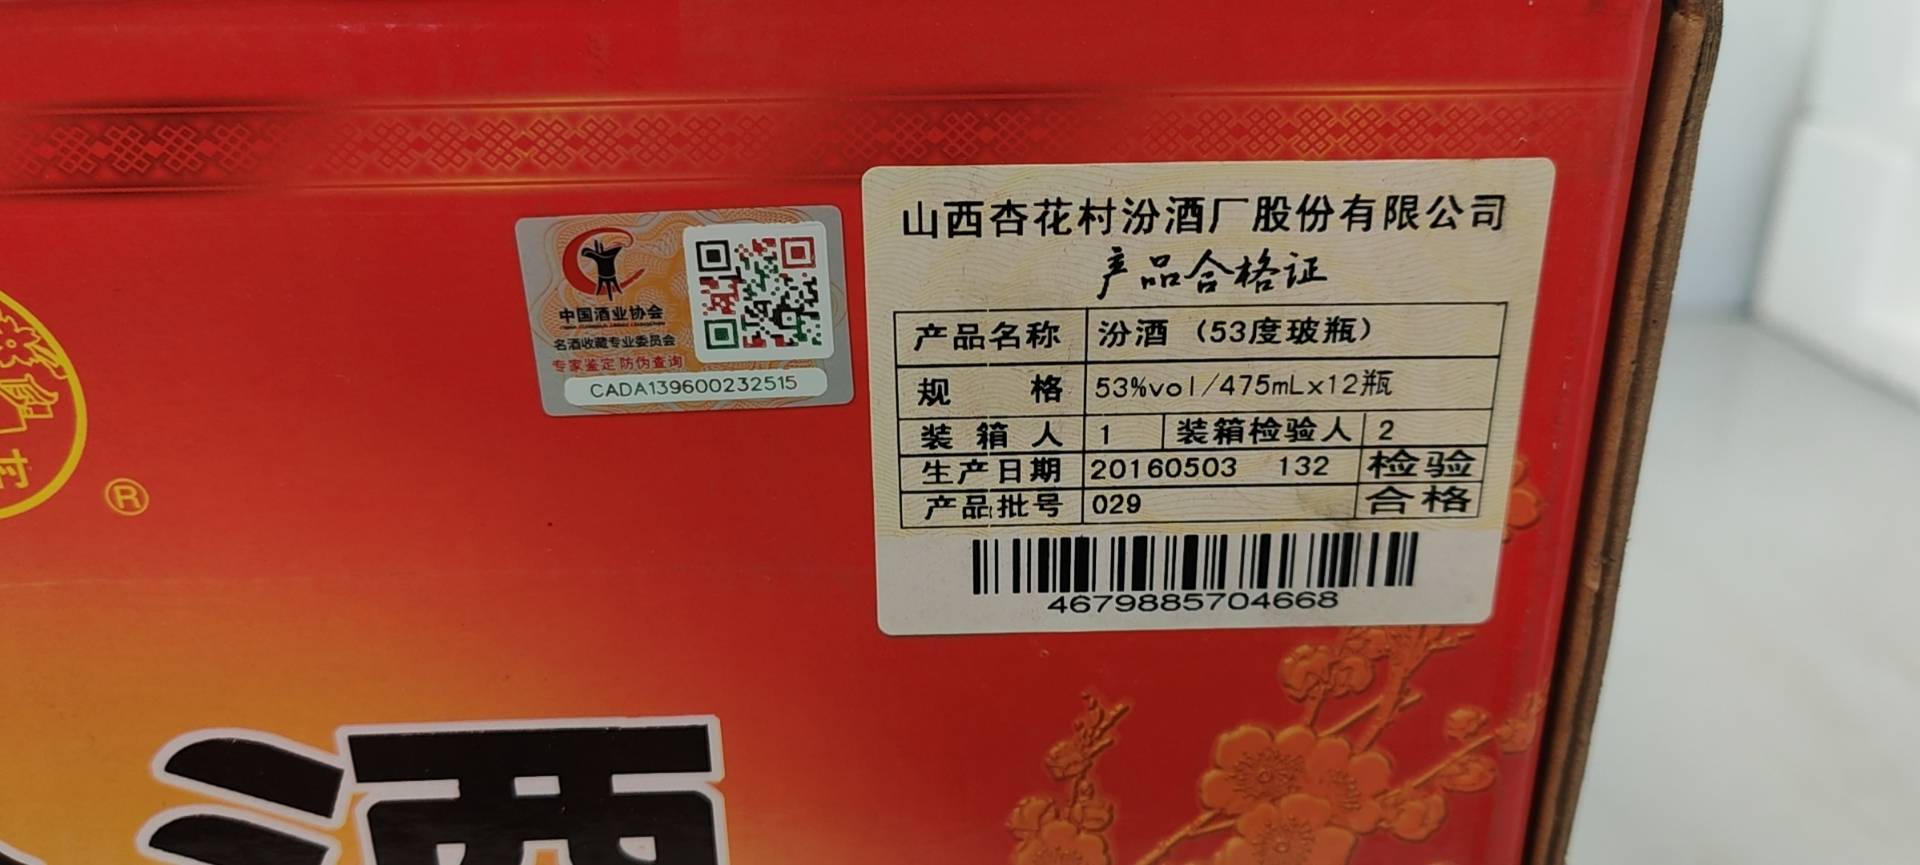 山西杏花村汾酒厂股份有限公司
产品合格证
产品名称 汾酒（53度玻瓶）
规 格 53%vol/475mLx12瓶
装箱人 1 装箱检验人 2
生产日期 20160503 132 检验
产品批号 029 合格
4679885704668
中国酒业协会
名酒收藏专业委员会
专家鉴定 防伪查询
CADA139600232515
村
®
酒